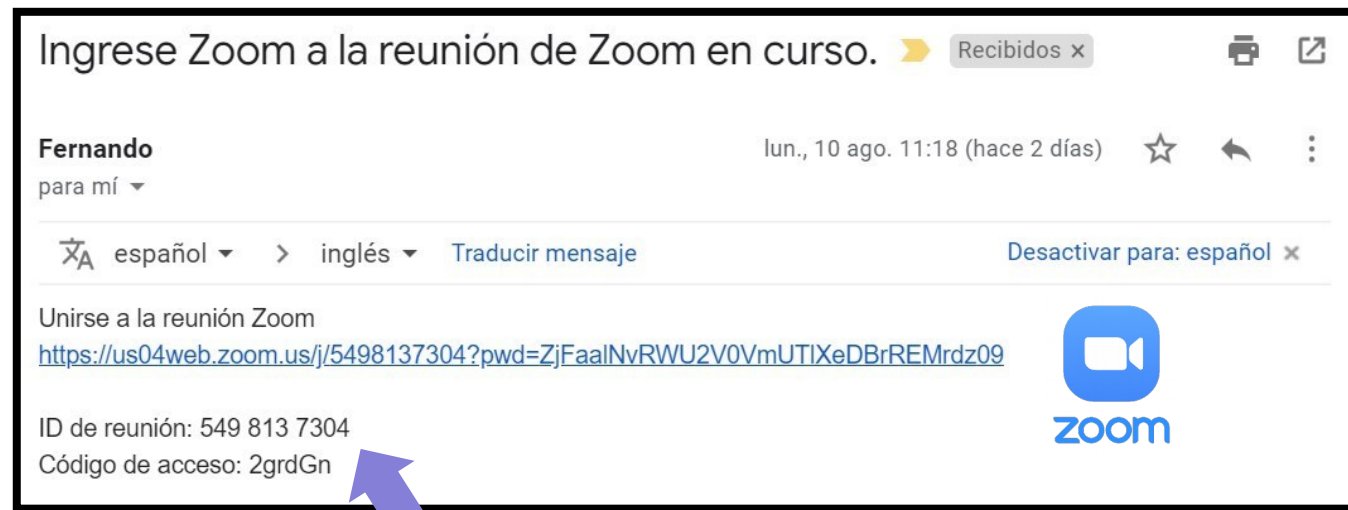 Ingrese Zoom a la reunión de Zoom en curso. Recibidos x
Fernando
lun., 10 ago. 11:18 (hace 2 días)
para mí
español > inglés Traducir mensaje Desactivar para: español x
Unirse a la reunión Zoom
https://us04web.zoom.us/j/5498137304?pwd=ZjFaalNvRWU2V0VmUTlXeDBrREMrdz09
ID de reunión: 549 813 7304
Código de acceso: 2grdGn
zoom